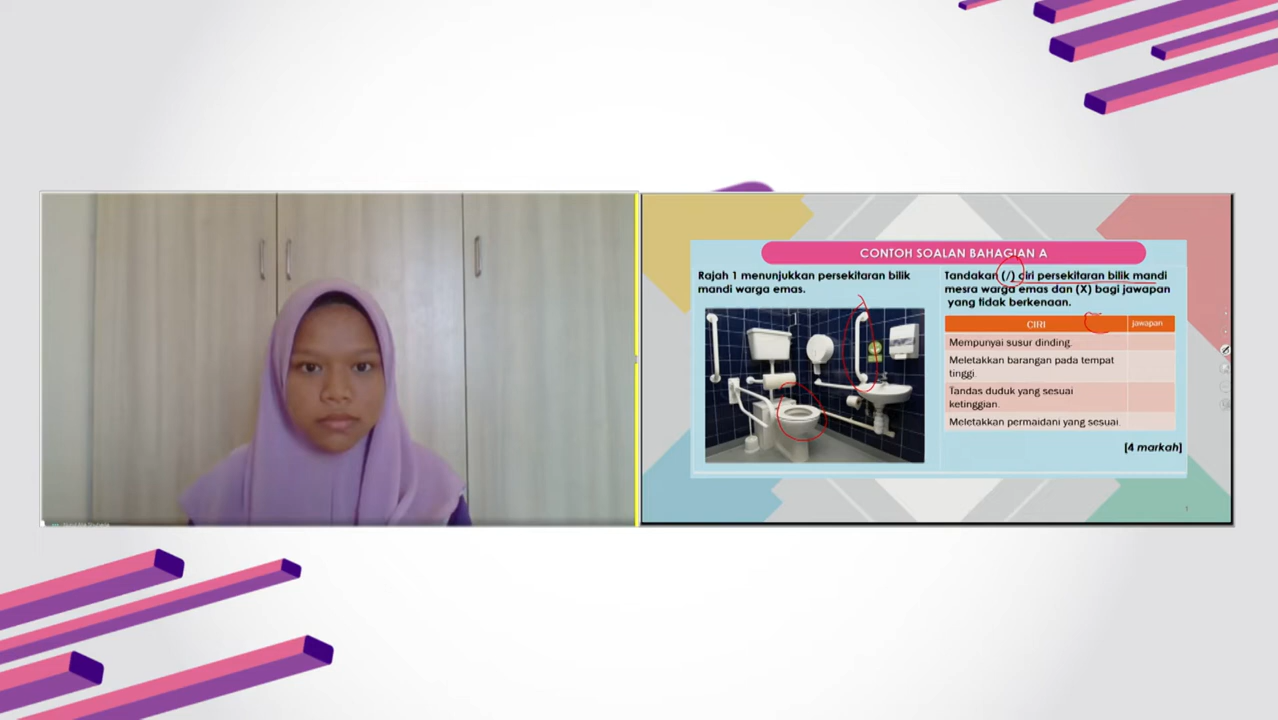 CONTOH SOALAN BAHAGIAN A
Rajah 1 menunjukkan persekitaran bilik
mandi warga emas.
Tandakan (/) ciri persekitaran bilik mandi
mesra warga emas dan (X) bagi jawapan
yang tidak berkenaan.
CIRI jawapan
Mempunyai susur dinding.
Meletakkan barangan pada tempat
tinggi.
Tandas duduk yang sesuai
ketinggian.
Meletakkan permaidani yang sesuai.
[4 markah]